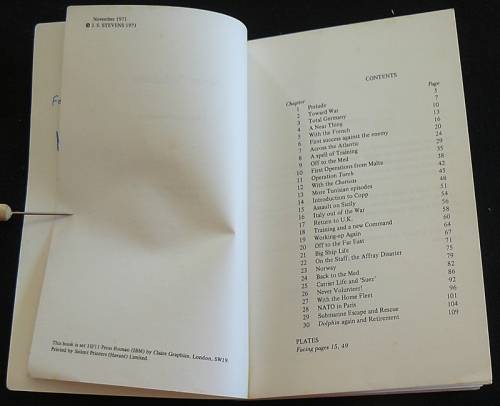 November 1971
© J. S. STEVENS 1971
This book is set 10/11 Press Roman (IBM) by Claire Graphics, London, SW19.
Printed by Printers (Havant) Limited.
CONTENTS
Chapter Page
1 Prelude 5
2 Toward War 7
3 Total Germany 10
4 A Near Thing 13
5 With the French 16
6 First success against the enemy 20
7 Across the Atlantic 24
8 A spell of Training 29
9 Off to the Med 35
10 First Operations from Malta 38
11 Operation Torch 42
12 With the Chariots 45
13 More Tunisian episodes 48
14 Introduction to Copp 51
15 Assault on Sicily 54
16 Italy out of the War 56
17 Return to U.K. 58
18 Training and a new Command 60
19 Working-up Again 64
20 Off to the Far East 67
21 Big Ship Life 71
22 On the Staff; the Affray Disaster 75
23 Norway 79
24 Back to the Med 82
25 Carrier Life and 'Suez' 86
26 Never Volunteer! 92
27 With the Home Fleet 96
28 NATO in Paris 101
29 Submarine Escape and Rescue 104
30 Dolphin again and Retirement 109
PLATES
Facing pages 15, 49